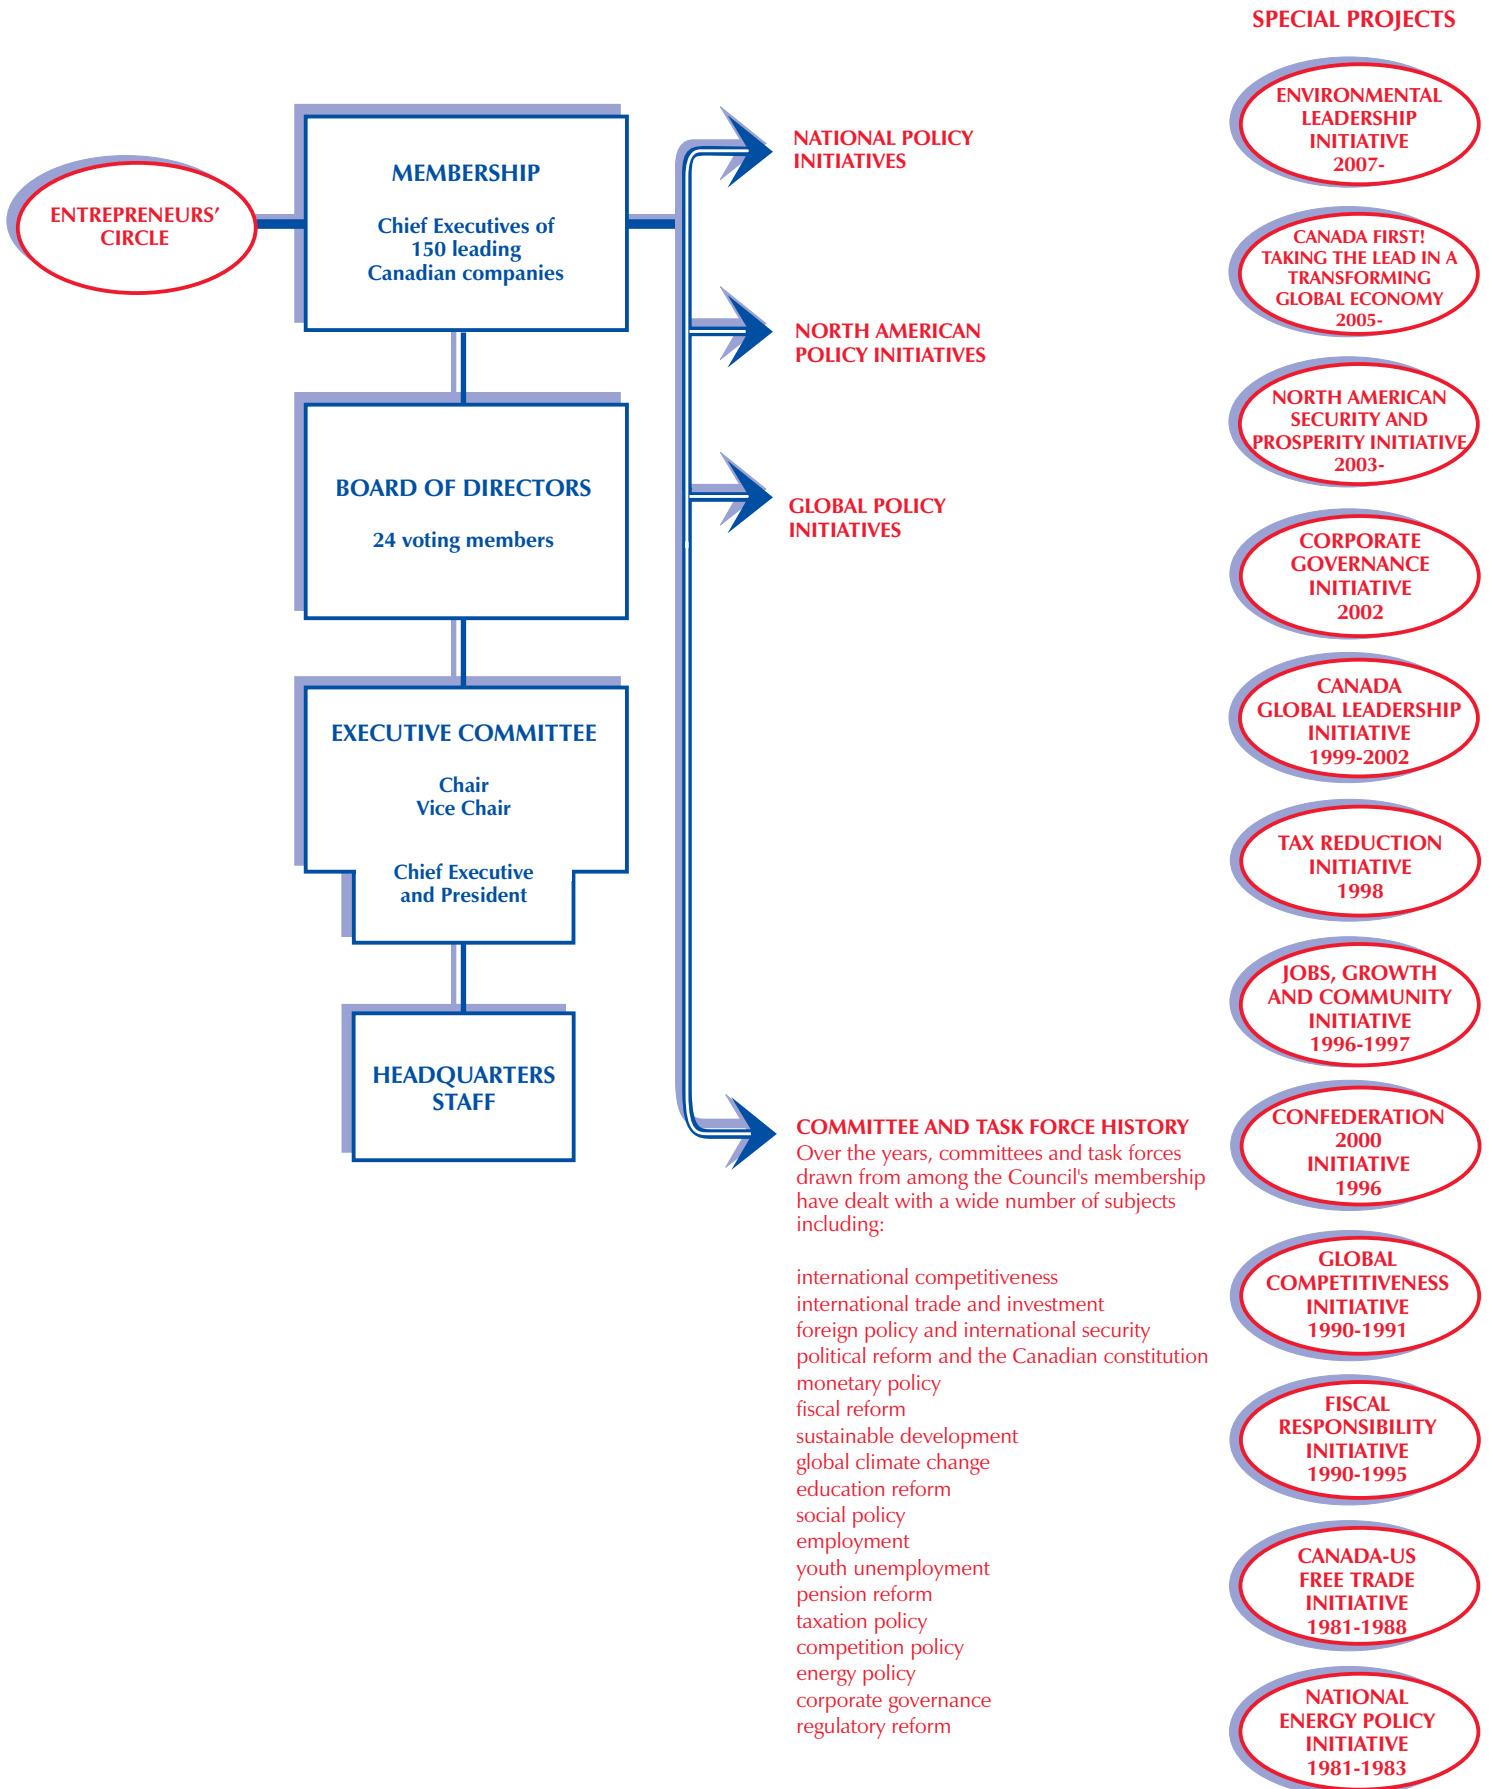 ENTREPRENEURS'
CIRCLE
MEMBERSHIP
Chief Executives of
150 leading
Canadian companies
BOARD OF DIRECTORS
24 voting members
EXECUTIVE COMMITTEE
Chair
Vice Chair
Chief Executive
and President
HEADQUARTERS
STAFF
NATIONAL POLICY
INITIATIVES
NORTH AMERICAN
POLICY INITIATIVES
GLOBAL POLICY
INITIATIVES
COMMITTEE AND TASK FORCE HISTORY
Over the years, committees and task forces
drawn from among the Council's membership
have dealt with a wide number of subjects
including:
international competitiveness
international trade and investment
foreign policy and international security
political reform and the Canadian constitution
monetary policy
fiscal reform
sustainable development
global climate change
education reform
social policy
employment
youth unemployment
pension reform
taxation policy
competition policy
energy policy
corporate governance
regulatory reform
SPECIAL PROJECTS
ENVIRONMENTAL
LEADERSHIP
INITIATIVE
2007-
CANADA FIRST!
TAKING THE LEAD IN A
TRANSFORMING
GLOBAL ECONOMY
2005-
NORTH AMERICAN
SECURITY AND
PROSPERITY INITIATIVE
2003-
CORPORATE
GOVERNANCE
INITIATIVE
2002
CANADA
GLOBAL LEADERSHIP
INITIATIVE
1999-2002
TAX REDUCTION
INITIATIVE
1998
JOBS, GROWTH
AND COMMUNITY
INITIATIVE
1996-1997
CONFEDERATION
2000
INITIATIVE
1996
GLOBAL
COMPETITIVENESS
INITIATIVE
1990-1991
FISCAL
RESPONSIBILITY
INITIATIVE
1990-1995
CANADA-US
FREE TRADE
INITIATIVE
1981-1988
NATIONAL
ENERGY POLICY
INITIATIVE
1981-1983